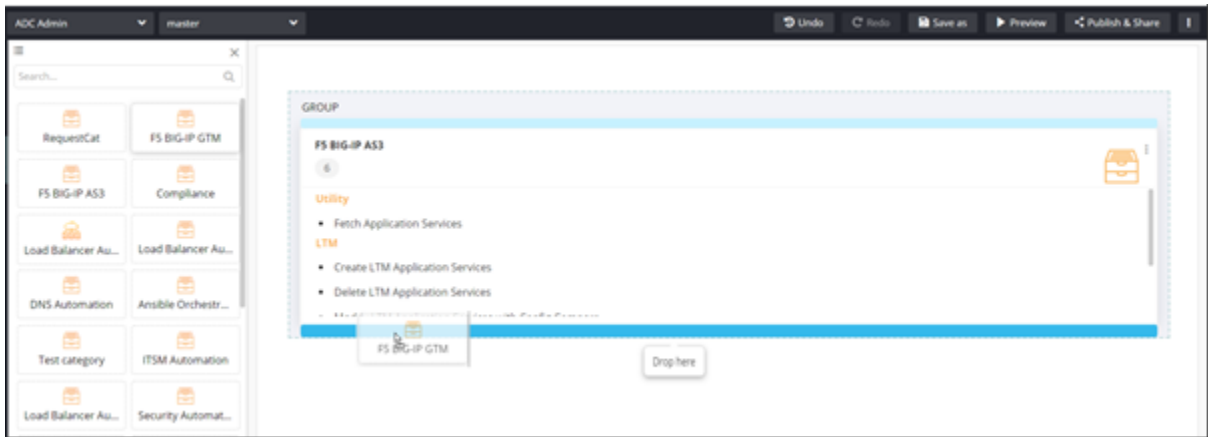 ADC Admin
master
Undo
Redo
Save as
Preview
Publish & Share
Search...
RequestCat
F5 BIG-IP GTM
F5 BIG-IP AS3
Compliance
Load Balancer Au...
Load Balancer Au...
DNS Automation
Ansible Orchestr...
Test category
ITSM Automation
Load Balancer Au...
Security Automat...
GROUP
F5 BIG-IP AS3
6
Utility
Fetch Application Services
LTM
Create LTM Application Services
Delete LTM Application Services
F5 BIG-IP GTM
Drop here